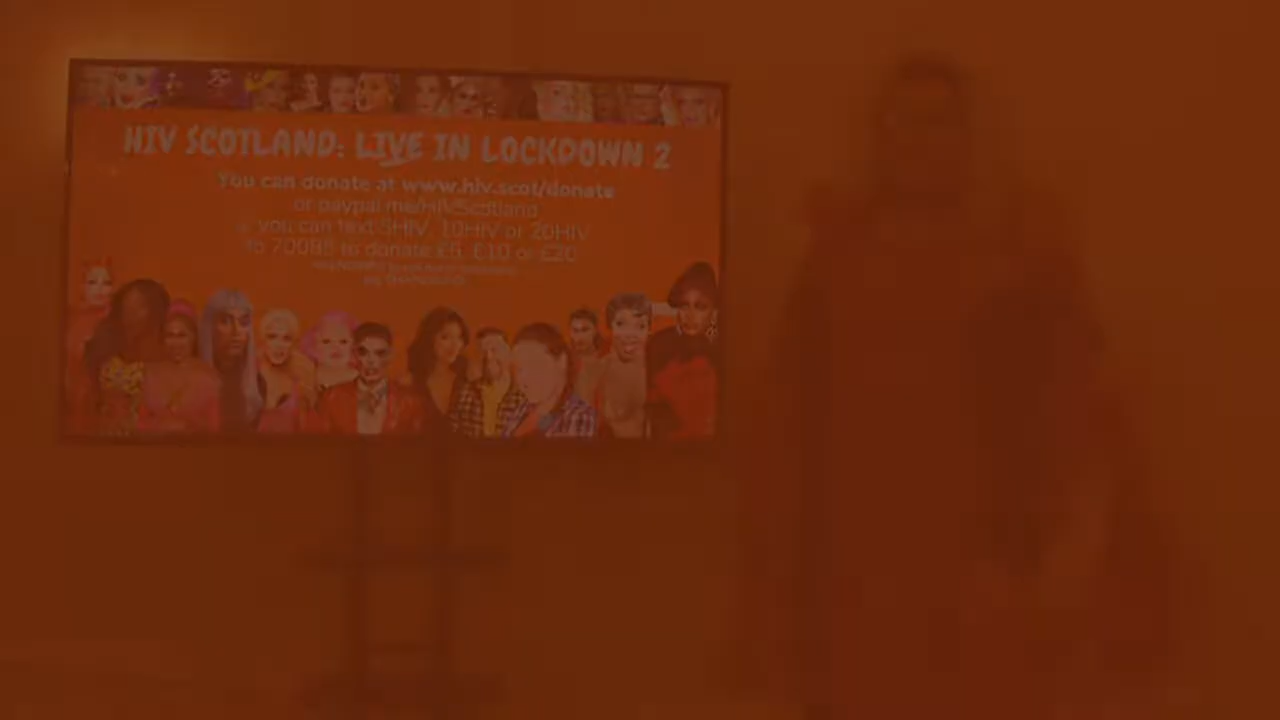 HIV SCOTLAND: LIVE IN LOCKDOWN 2
You can donate at www.hiv.scot/donate
or paypal.me/HIVScotland
or you can text 5HIV, 10HIV or 20HIV
to 70085 to donate £5, £10 or £20